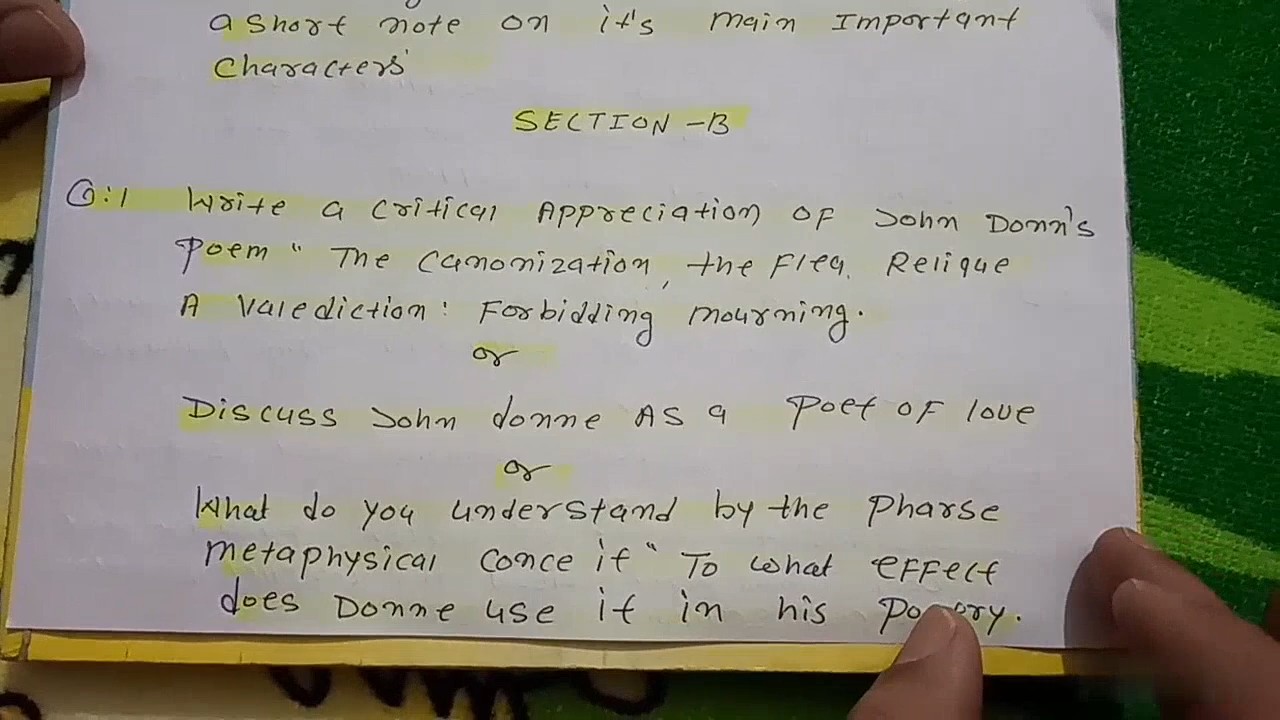 a short note on it's main Important
Characters'
SECTION - B
Q:1 Write a critical Appreciation OF John Donn's
Poem " The Canonization, the Flea, Relique
A Valediction: Forbidding mourning.
or
Discuss John donne As a Poet OF love
or
What do you understand by the Pharse
metaphysical conceit" To what effect
does Donne use it in his